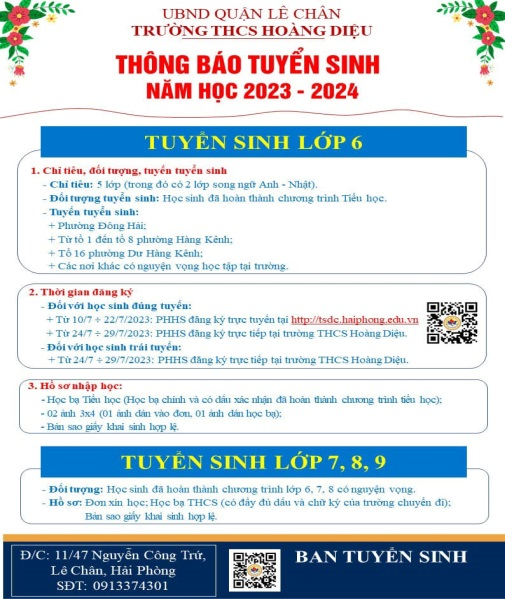 UBND QUẬN LÊ CHÂN
TRƯỜNG THCS HOÀNG DIỆU
THÔNG BÁO TUYỂN SINH
NĂM HỌC 2023 - 2024
TUYỂN SINH LỚP 6
1. Chỉ tiêu, đối tượng, tuyến tuyển sinh
- Chỉ tiêu: 5 lớp (trong đó có 2 lớp song ngữ Anh - Nhật).
- Đối tượng tuyển sinh: Học sinh đã hoàn thành chương trình Tiểu học.
- Tuyến tuyển sinh:
+ Phường Đông Hải;
+ Từ tổ 1 đến tổ 8 phường Hàng Kênh;
+ Tổ 16 phường Dư Hàng Kênh;
+ Các nơi khác có nguyện vọng học tập tại trường.
2. Thời gian đăng ký
- Đối với học sinh đúng tuyến:
+ Từ 10/7 ÷ 22/7/2023: PHHS đăng ký trực tuyến tại http://tsdc.haiphong.edu.vn
+ Từ 24/7 ÷ 29/7/2023: PHHS đăng ký trực tiếp tại trường THCS Hoàng Diệu.
- Đối với học sinh trái tuyến:
+ Từ 24/7 ÷ 29/7/2023: PHHS đăng ký trực tiếp tại trường THCS Hoàng Diệu.
3. Hồ sơ nhập học:
- Học bạ Tiểu học (Học bạ chính và có dấu xác nhận đã hoàn thành chương trình tiểu học);
- 02 ảnh 3x4 (01 ảnh dán vào đơn, 01 ảnh dán học bạ);
- Bản sao giấy khai sinh hợp lệ.
TUYỂN SINH LỚP 7, 8, 9
- Đối tượng: Học sinh đã hoàn thành chương trình lớp 6, 7, 8 có nguyện vọng.
- Hồ sơ: Đơn xin học; Học bạ THCS (có đầy đủ dấu và chữ ký của trường chuyển đi);
Bản sao giấy khai sinh hợp lệ.
Đ/C: 11/47 Nguyễn Công Trứ,
Lê Chân, Hải Phòng
SĐT: 0913374301
BAN TUYỂN SINH